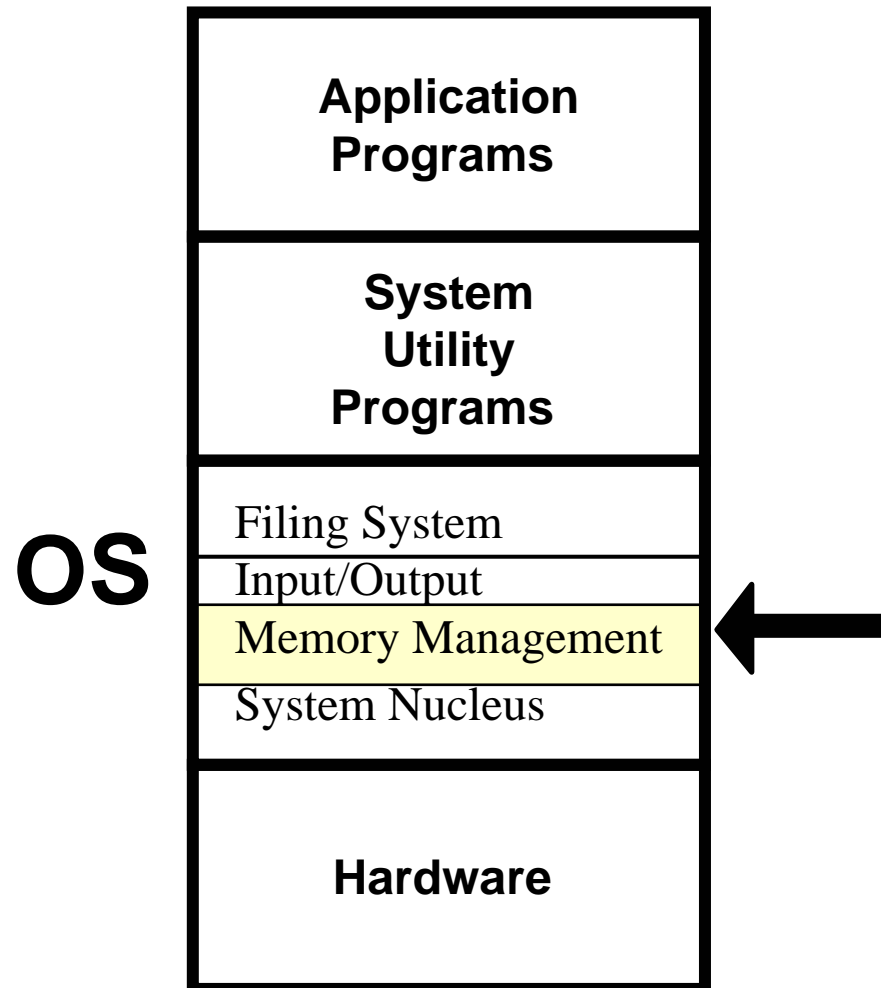 Application
Programs
System
Utility
Programs
OS
Filing System
Input/Output
Memory Management
System Nucleus
Hardware